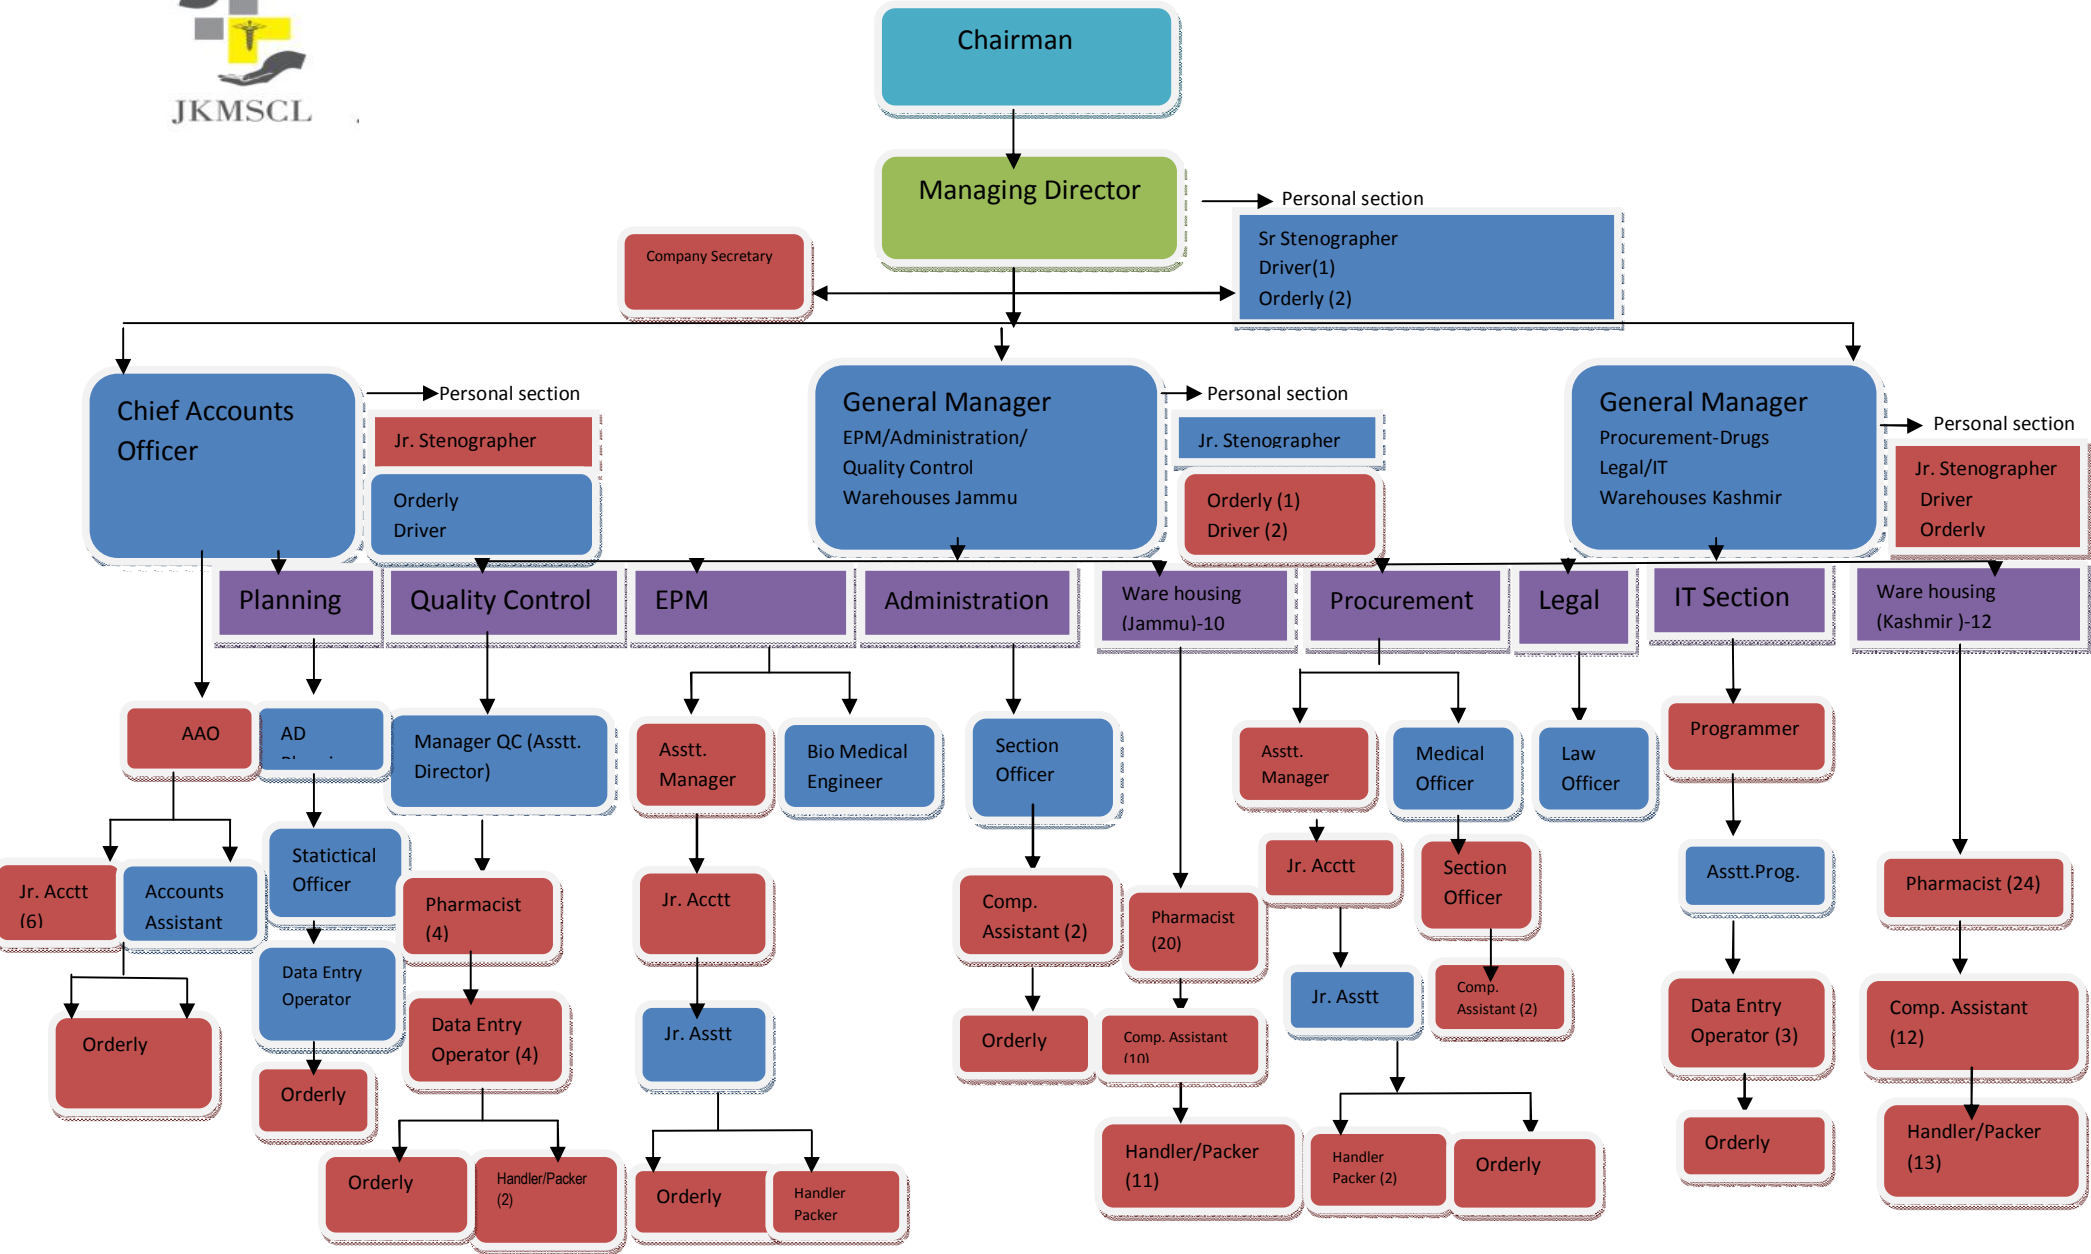 JKMSCL
Chairman
Managing Director
Personal section
Sr Stenographer
Driver(1)
Orderly (2)
Company Secretary
Chief Accounts
Officer
Personal section
Jr. Stenographer
Orderly
Driver
General Manager
EPM/Administration/
Quality Control
Warehouses Jammu
Personal section
Jr. Stenographer
Orderly (1)
Driver (2)
General Manager
Procurement-Drugs
Legal/IT
Warehouses Kashmir
Personal section
Jr. Stenographer
Driver
Orderly
Planning
Quality Control
EPM
Administration
Ware housing
(Jammu)-10
Procurement
Legal
IT Section
Ware housing
(Kashmir )-12
AAO
AD
Manager QC (Asstt.
Director)
Asstt.
Manager
Bio Medical
Engineer
Section
Officer
Asstt.
Manager
Medical
Officer
Law
Officer
Programmer
Jr. Acctt
(6)
Accounts
Assistant
Statictical
Officer
Pharmacist
(4)
Jr. Acctt
Comp.
Assistant (2)
Pharmacist
(20)
Jr. Acctt
Section
Officer
Asstt.Prog.
Pharmacist (24)
Data Entry
Operator
Data Entry
Operator (4)
Jr. Asstt
Orderly
Comp. Assistant
(10)
Jr. Asstt
Comp.
Assistant (2)
Data Entry
Operator (3)
Comp. Assistant
(12)
Orderly
Orderly
Orderly
Handler/Packer
(2)
Orderly
Handler
Packer
Handler/Packer
(11)
Handler
Packer (2)
Orderly
Orderly
Handler/Packer
(13)